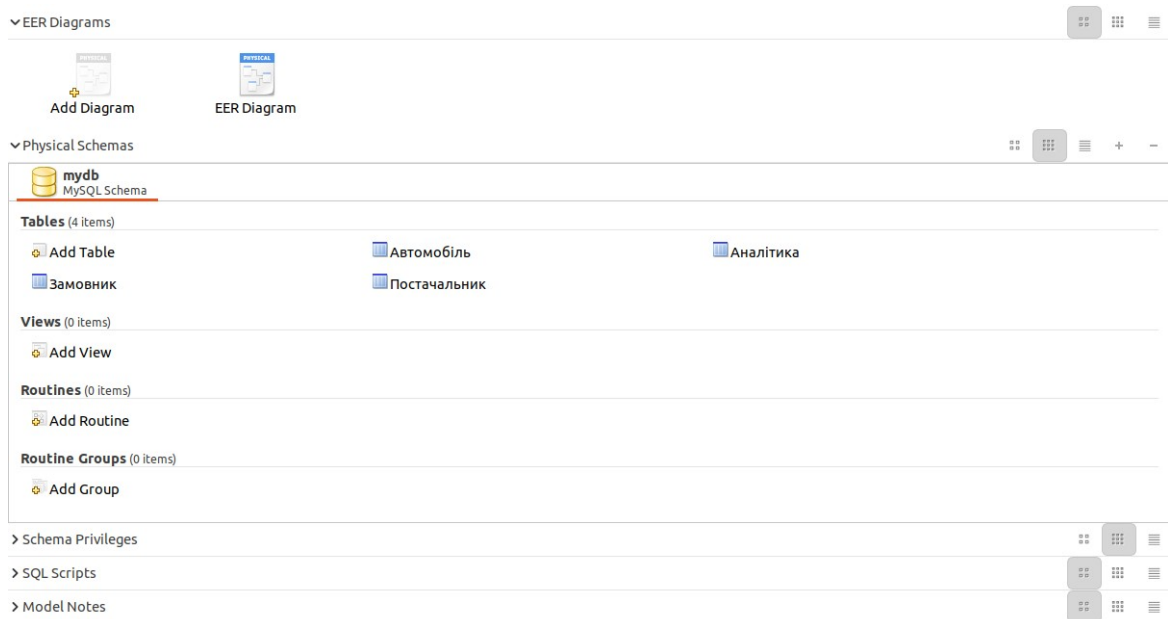 EER Diagrams
PHYSICAL
PHYSICAL
Add Diagram
EER Diagram
Physical Schemas
mydb
MySQL Schema
Tables (4 items)
Add Table
Автомобіль
Аналітика
Замовник
Постачальник
Views (0 items)
Add View
Routines (0 items)
Add Routine
Routine Groups (0 items)
Add Group
Schema Privileges
SQL Scripts
Model Notes